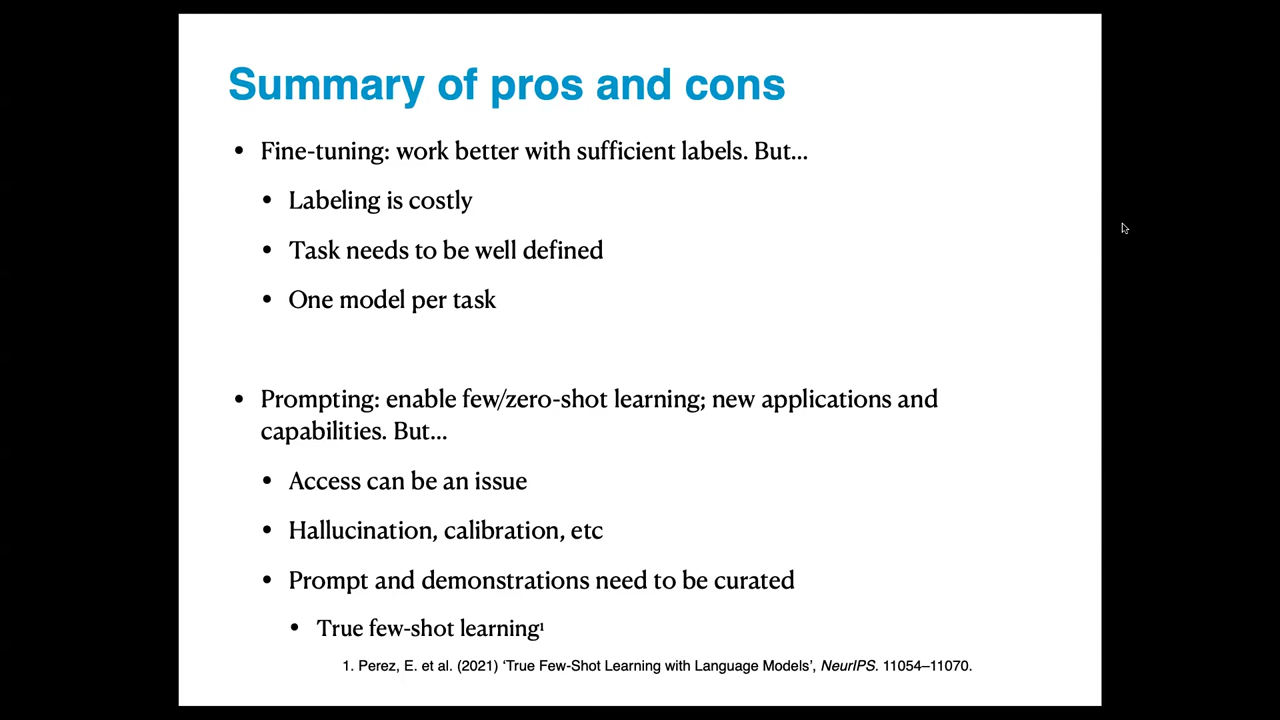 Summary of pros and cons
• Fine-tuning: work better with sufficient labels. But...
• Labeling is costly
• Task needs to be well defined
• One model per task
• Prompting: enable few/zero-shot learning; new applications and
capabilities. But...
• Access can be an issue
• Hallucination, calibration, etc
• Prompt and demonstrations need to be curated
• True few-shot learning¹
1. Perez, E. et al. (2021) ‘True Few-Shot Learning with Language Models’, NeurIPS. 11054–11070.